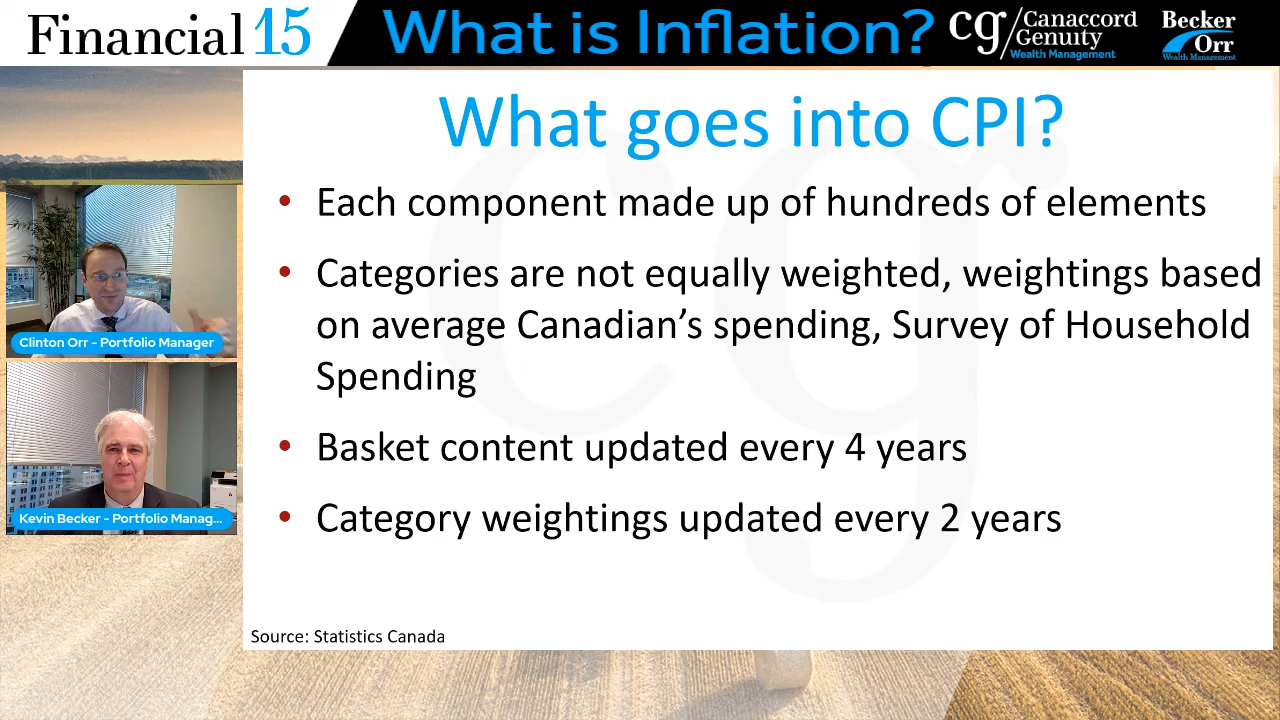 Financial 15
What is Inflation?
cg/Canaccord
Genuity
Wealth Management
Becker
Orr
Wealth Management
What goes into CPI?
• Each component made up of hundreds of elements
• Categories are not equally weighted, weightings based
on average Canadian’s spending, Survey of Household
Spending
• Basket content updated every 4 years
• Category weightings updated every 2 years
Source: Statistics Canada
Clinton Orr - Portfolio Manager
Kevin Becker - Portfolio Manag...
cg